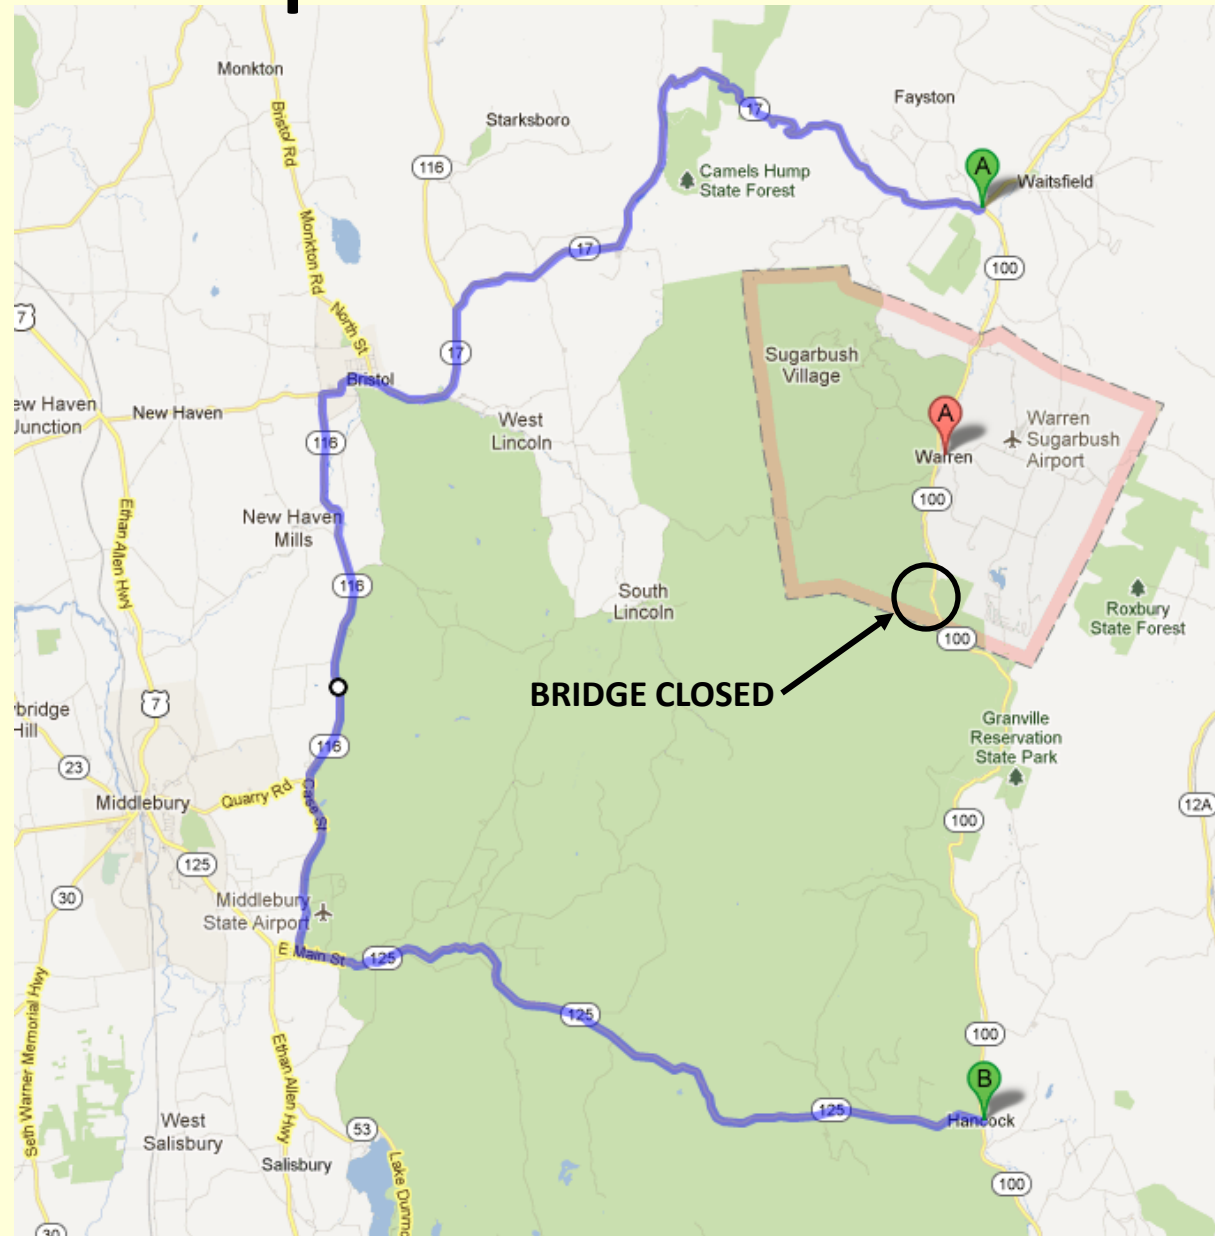 Monkton
Bristol Rd
Starksboro
Fayston
17
116
A
Waitsfield
Camels Hump
State Forest
Monkton Rd
17
100
7
North St
17
Sugarbush
Village
Bristol
New Haven
Junction
New Haven
West
Lincoln
A
Warren
Warren
Sugarbush
Airport
116
100
Ethan Allen Hwy
New Haven
Mills
116
South
Lincoln
Roxbury
State Forest
100
BRIDGE CLOSED
7
ybridge
Hill
116
Granville
Reservation
State Park
23
Quarry Rd
Case St
Middlebury
12A
100
125
30
Middlebury
State Airport
E Main St
125
Seth Warner Memorial Hwy
125
100
Ethan Allen Hwy
B
125
Hancock
West
Salisbury
53
Salisbury
Lake Dunmo
100
30